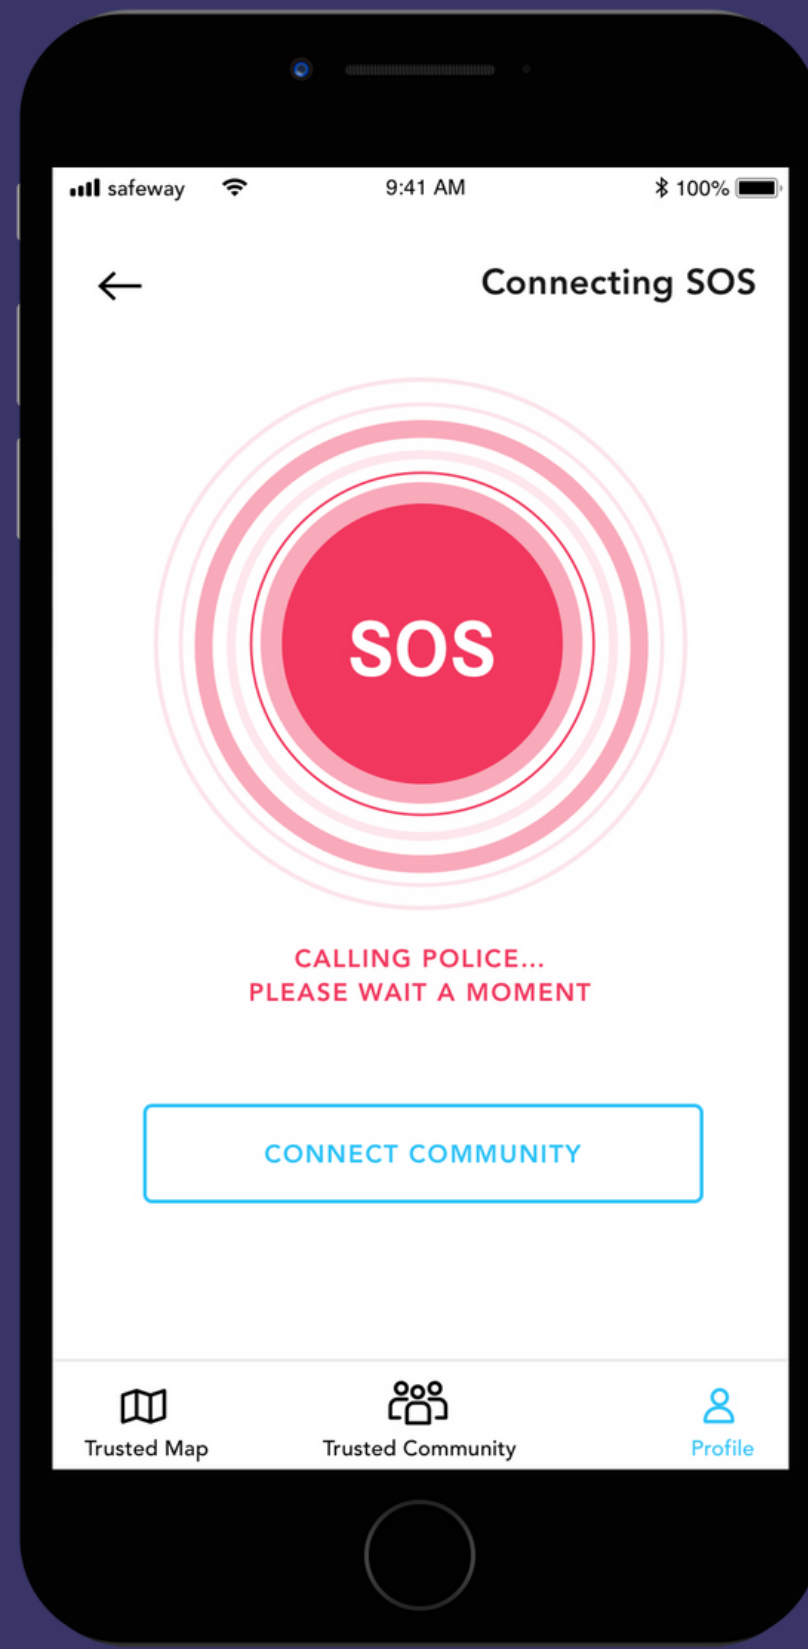 safeway 9:41 AM 100%
Connecting SOS
SOS
CALLING POLICE...
PLEASE WAIT A MOMENT
CONNECT COMMUNITY
Trusted Map Trusted Community Profile